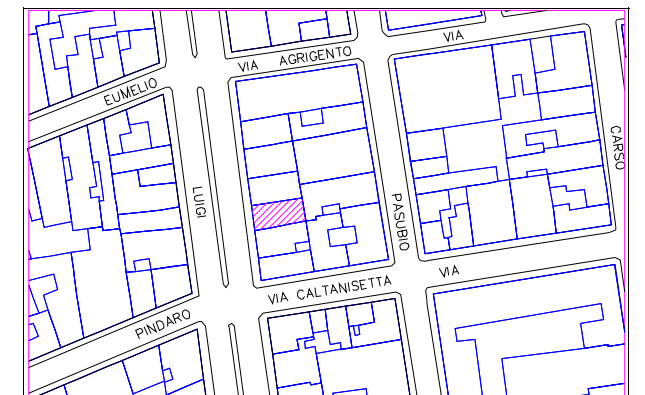 VIA
VIA AGRIGENTO
EUMELIO
CARSO
LUIGI
PASUBIO
VIA
VIA CALTANISETTA
PINDARO